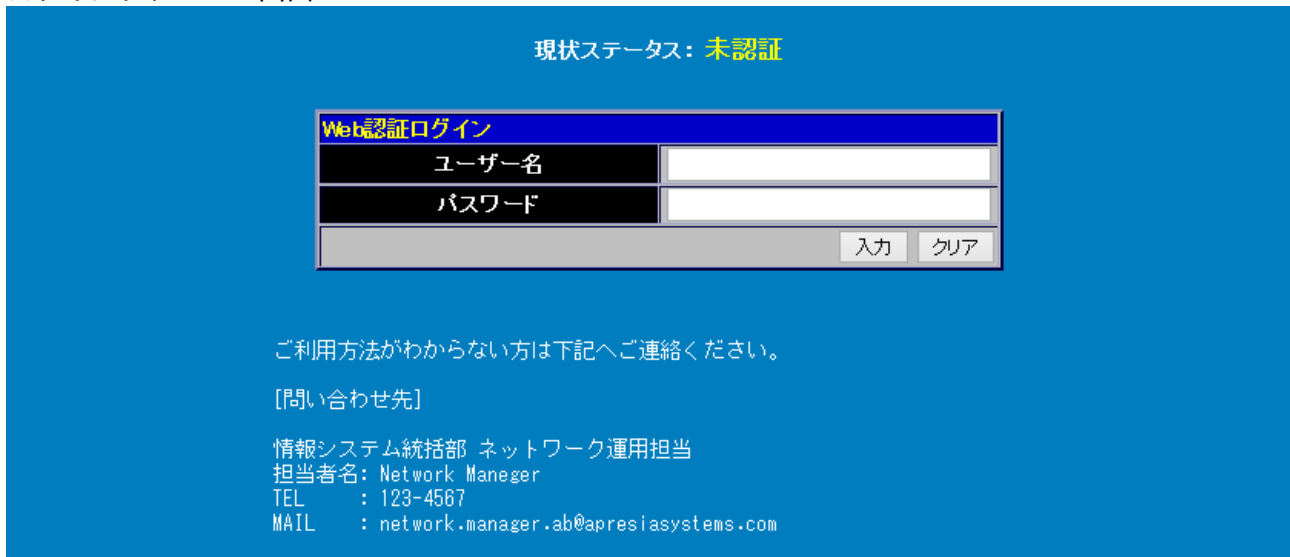 現状ステータス: 未認証
Web認証ログイン
ユーザー名
パスワード
入力 クリア
ご利用方法がわからない方は下記へご連絡ください。
[問い合わせ先]
情報システム統括部 ネットワーク運用担当
担当者名: Network Maneger
TEL : 123-4567
MAIL : network.manager.ab@apresiasystems.com